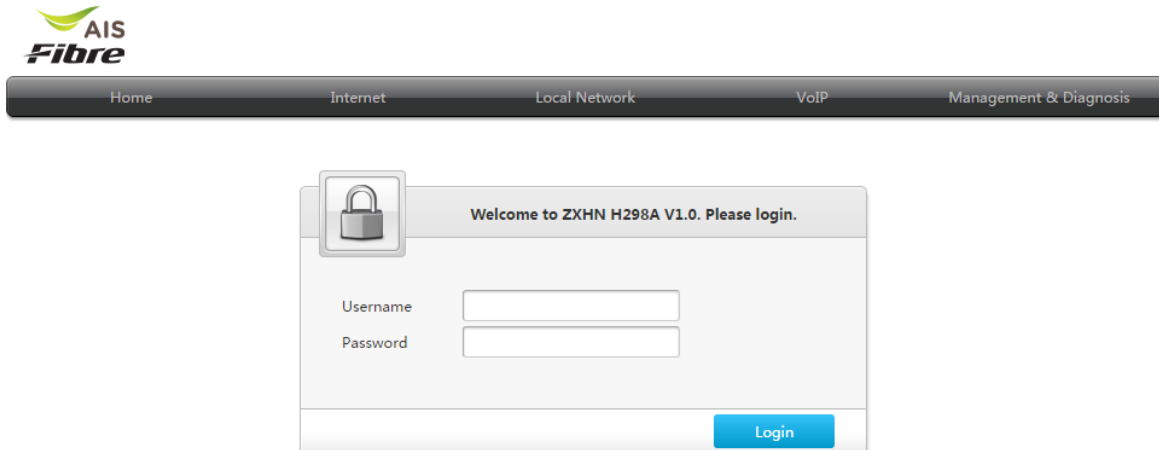 AIS
Fibre
Home Internet Local Network VoIP Management & Diagnosis
Welcome to ZXHN H298A V1.0. Please login.
Username
Password
Login